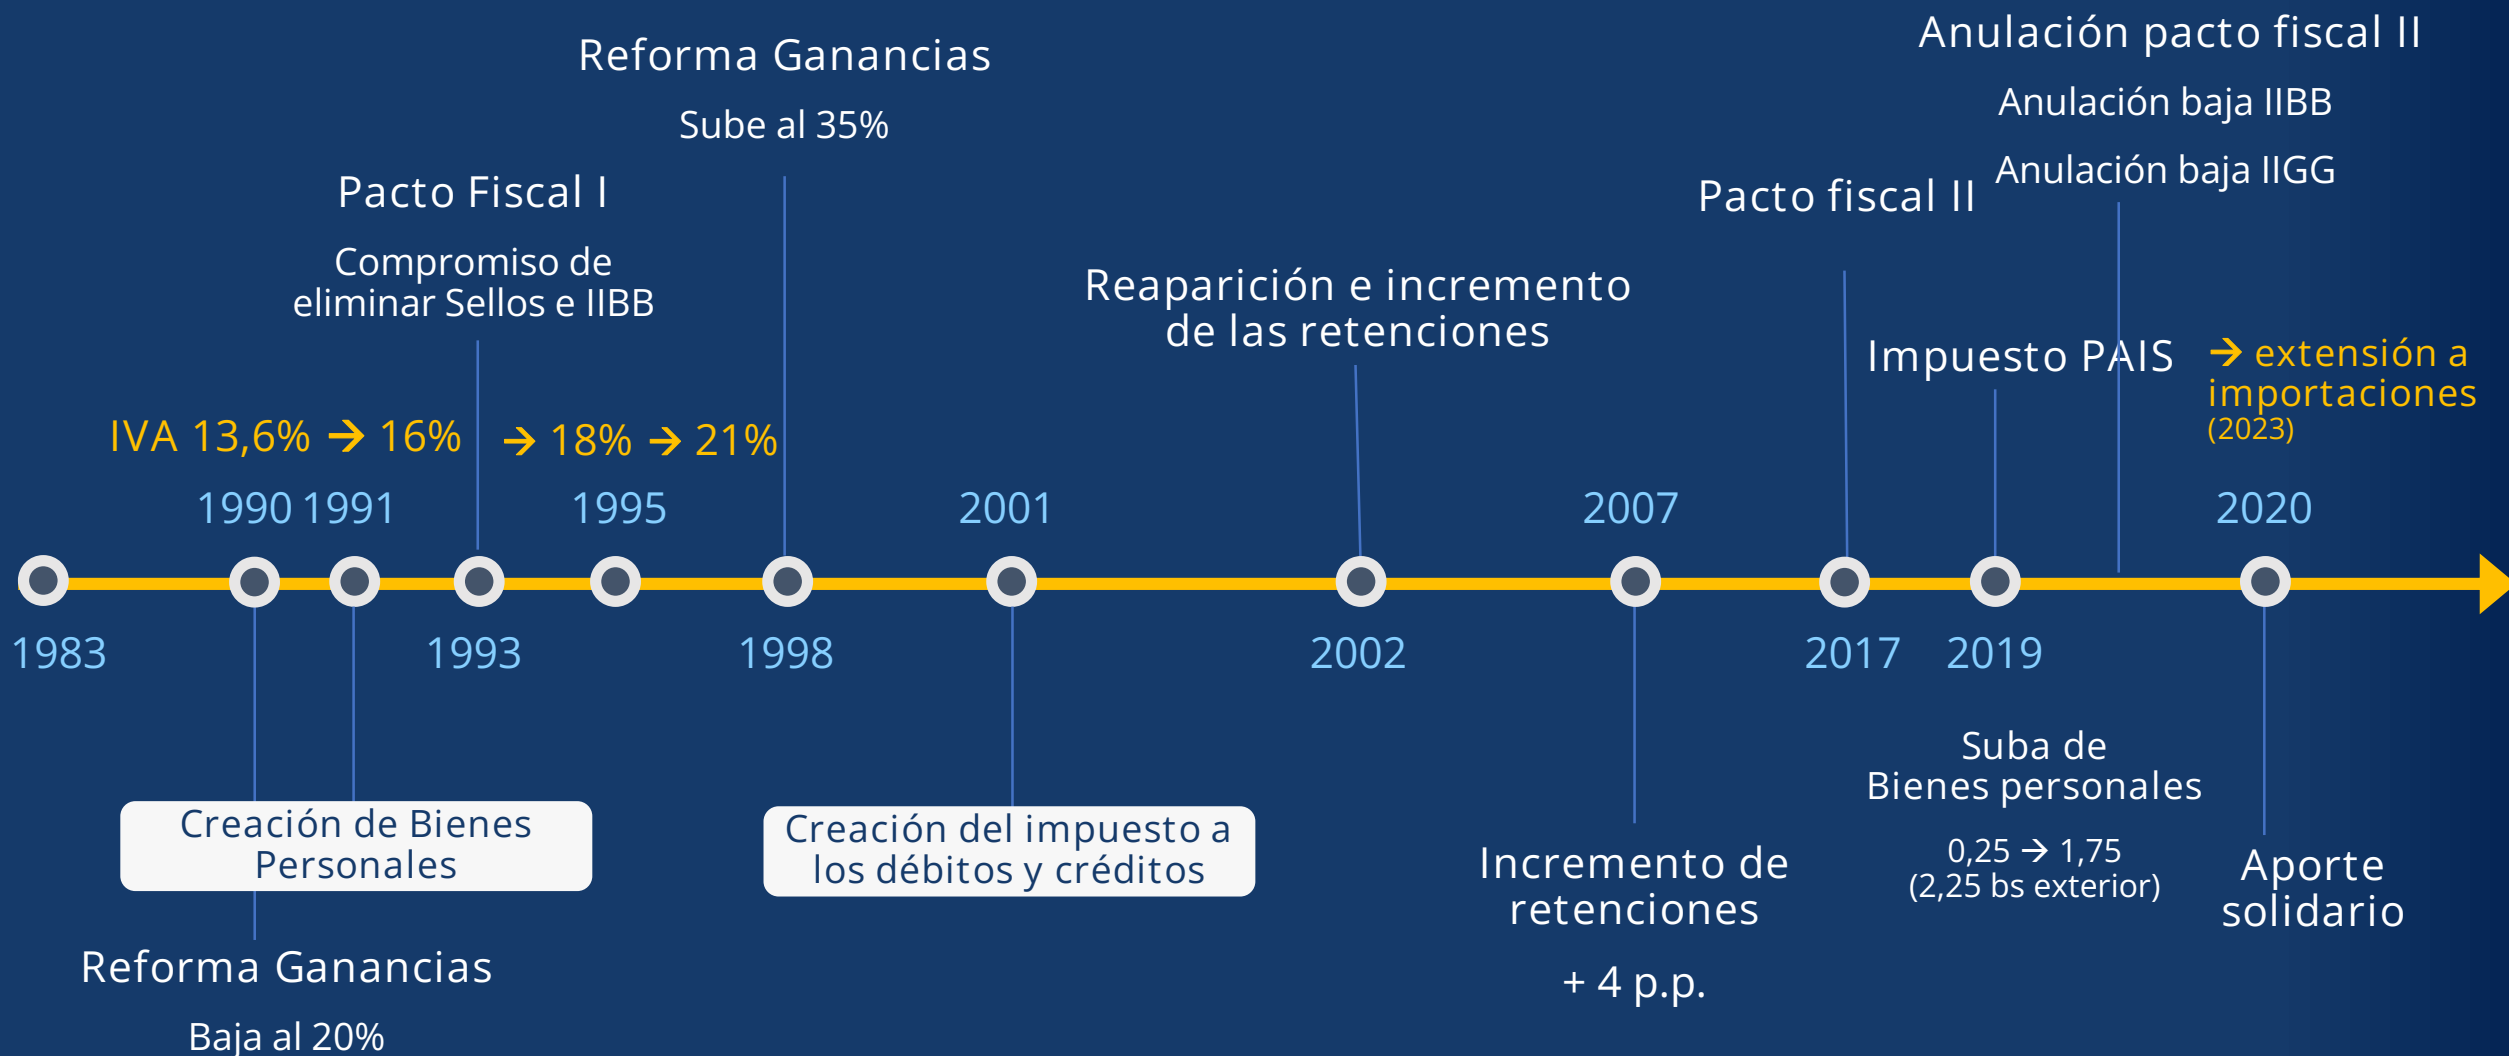 Anulación pacto fiscal II
Anulación baja IIBB
Anulación baja IIGG
Reforma Ganancias
Sube al 35%
Pacto Fiscal I
Compromiso de
eliminar Sellos e IIBB
Pacto fiscal II
Reaparición e incremento
de las retenciones
Impuesto PAIS
→ extensión a
importaciones
(2023)
IVA 13,6% → 16% → 18% → 21%
1990 1991 1995 2001 2007 2020
1983 1993 1998 2002 2017 2019
Creación de Bienes
Personales
Reforma Ganancias
Baja al 20%
Creación del impuesto a
los débitos y créditos
Incremento de
retenciones
+ 4 p.p.
Suba de
Bienes personales
0,25 → 1,75
(2,25 bs exterior)
Aporte
solidario